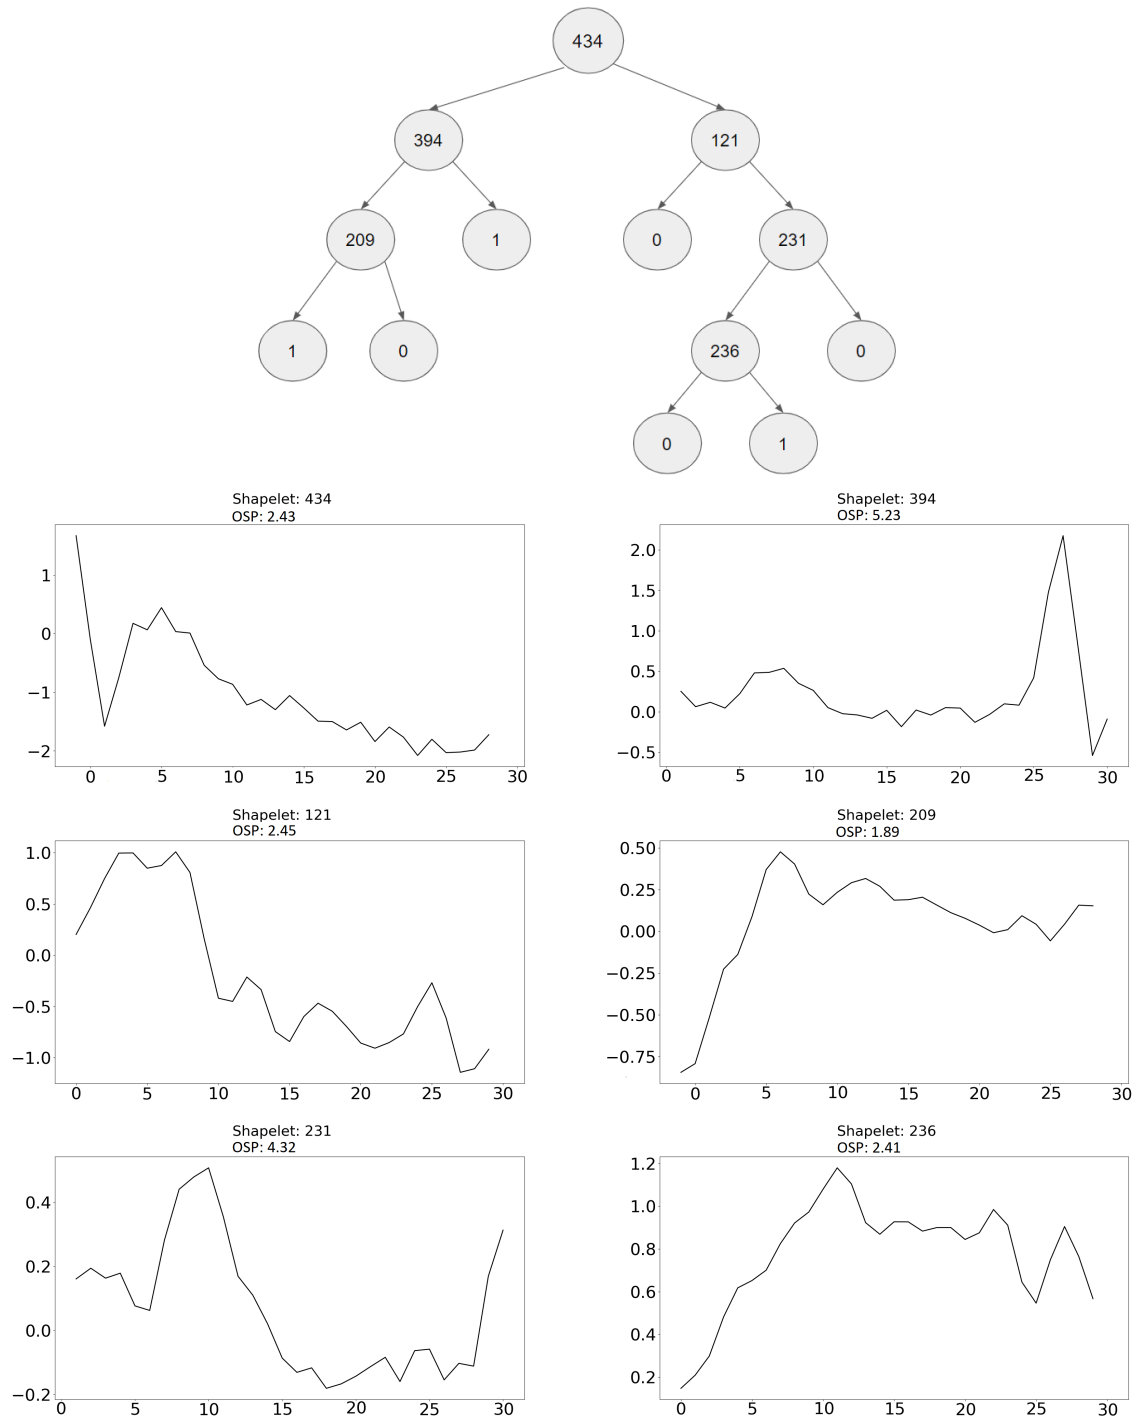 434
394
121
209
1
0
231
1
0
236
0
0
1
Shapelet: 434
OSP: 2.43
1
0
−1
−2
0 5 10 15 20 25 30
Shapelet: 394
OSP: 5.23
2.0
1.5
1.0
0.5
0.0
−0.5
0 5 10 15 20 25 30
Shapelet: 121
OSP: 2.45
1.0
0.5
0.0
−0.5
−1.0
0 5 10 15 20 25 30
Shapelet: 209
OSP: 1.89
0.50
0.25
0.00
−0.25
−0.50
−0.75
0 5 10 15 20 25 30
Shapelet: 231
OSP: 4.32
0.4
0.2
0.0
−0.2
0 5 10 15 20 25 30
Shapelet: 236
OSP: 2.41
1.2
1.0
0.8
0.6
0.4
0.2
0 5 10 15 20 25 30